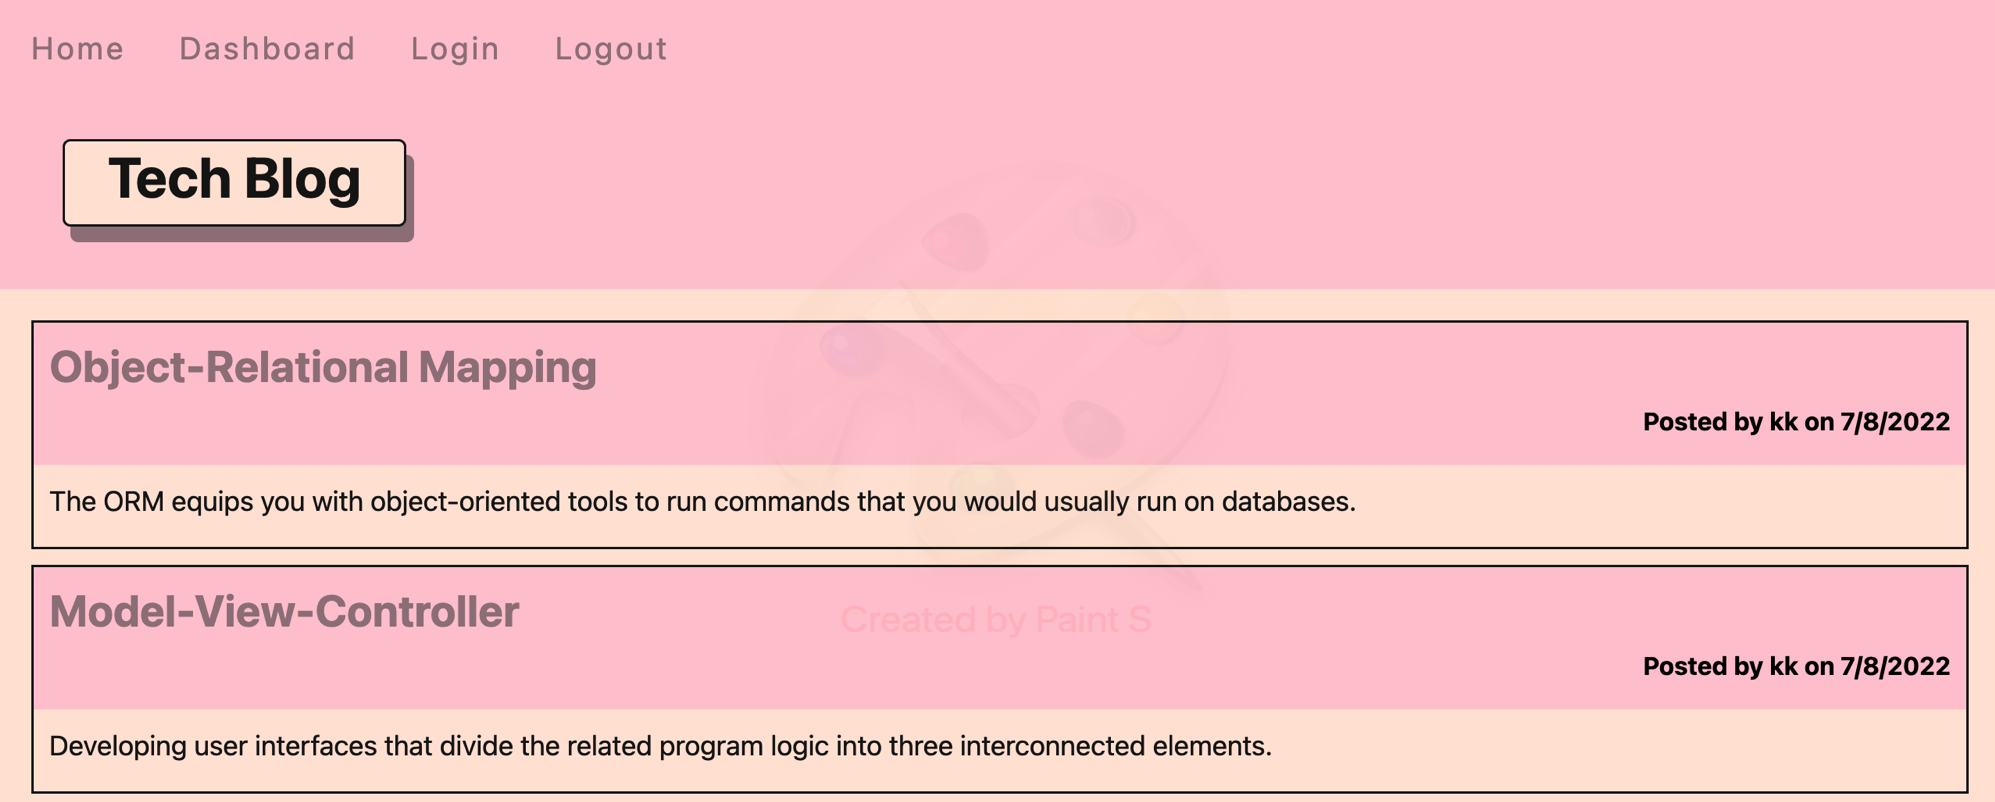 Home Dashboard Login Logout
Tech Blog
Object-Relational Mapping
Posted by kk on 7/8/2022
The ORM equips you with object-oriented tools to run commands that you would usually run on databases.
Model-View-Controller
Created by Paint S
Posted by kk on 7/8/2022
Developing user interfaces that divide the related program logic into three interconnected elements.